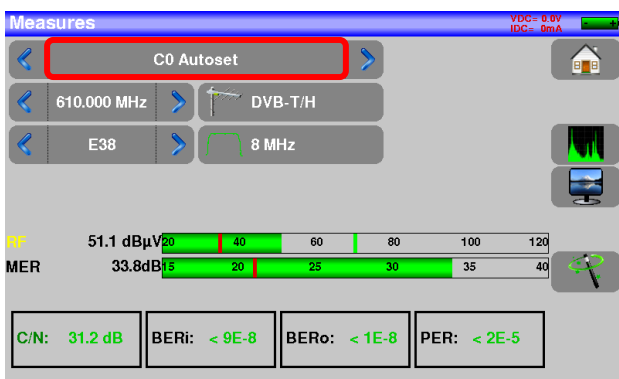 Measures
VDC= 0.0V
IDC= 0mA
- +
C0 Autoset
610.000 MHz
DVB-T/H
E38
8 MHz
RF 51.1 dBµV 20 40 60 80 100 120
MER 33.8dB 15 20 25 30 35 40
C/N: 31.2 dB BERi: < 9E-8 BERo: < 1E-8 PER: < 2E-5